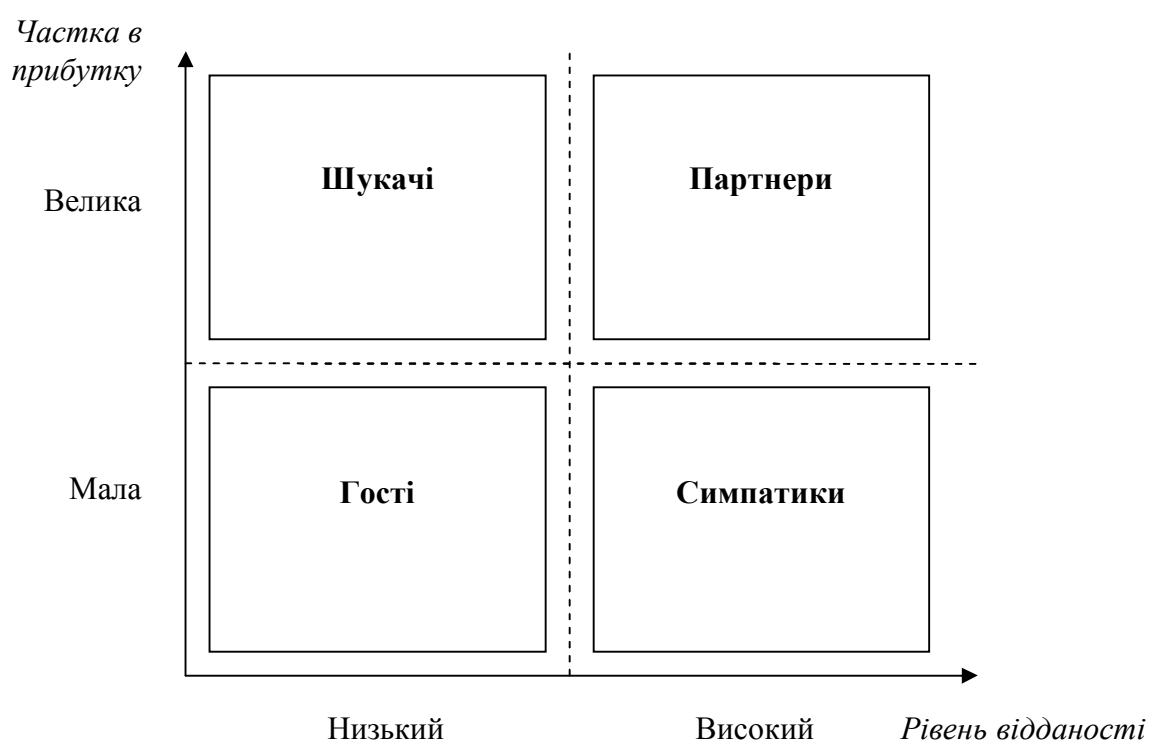 Частка в
прибутку
Велика
Шукачі
Партнери
Мала
Гості
Симпатики
Низький
Високий
Рівень відданості